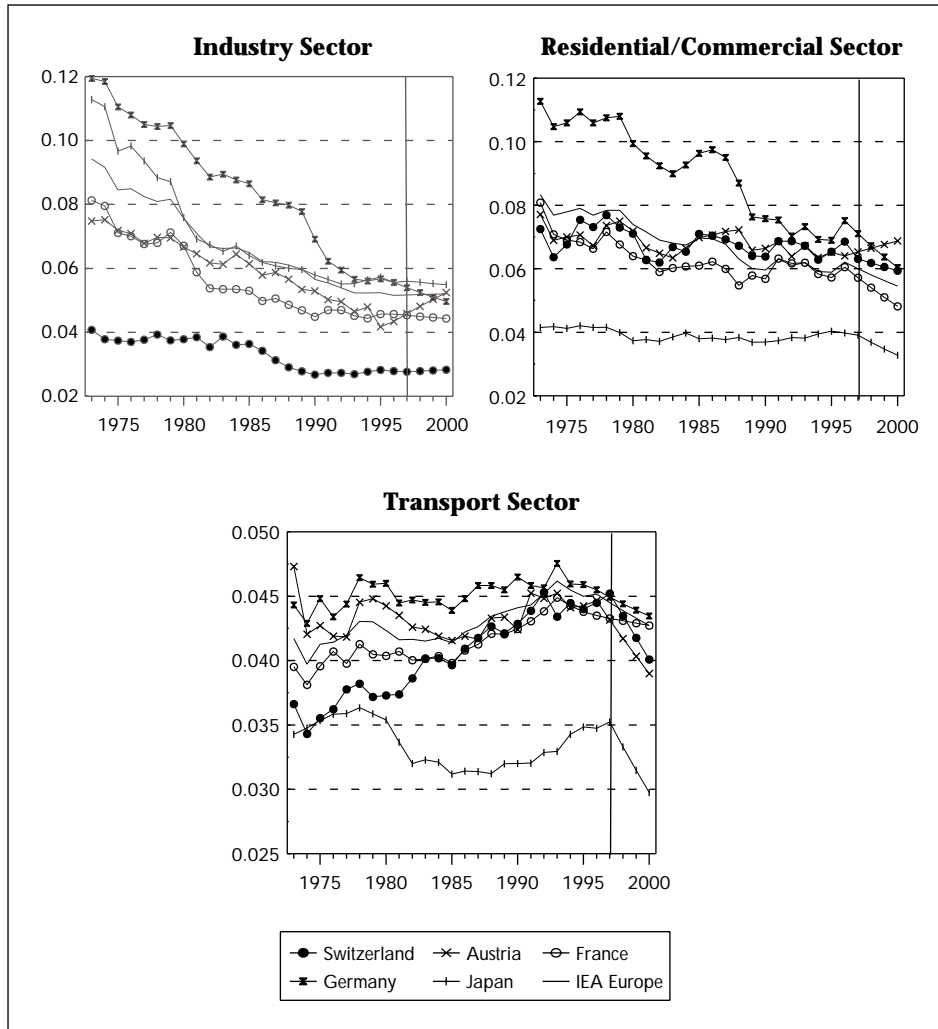 Industry Sector
0.12
0.10
0.08
0.06
0.04
0.02
1975 1980 1985 1990 1995 2000
Residential/Commercial Sector
0.12
0.10
0.08
0.06
0.04
0.02
1975 1980 1985 1990 1995 2000
Transport Sector
0.050
0.045
0.040
0.035
0.030
0.025
1975 1980 1985 1990 1995 2000
Switzerland Austria France
Germany Japan IEA Europe